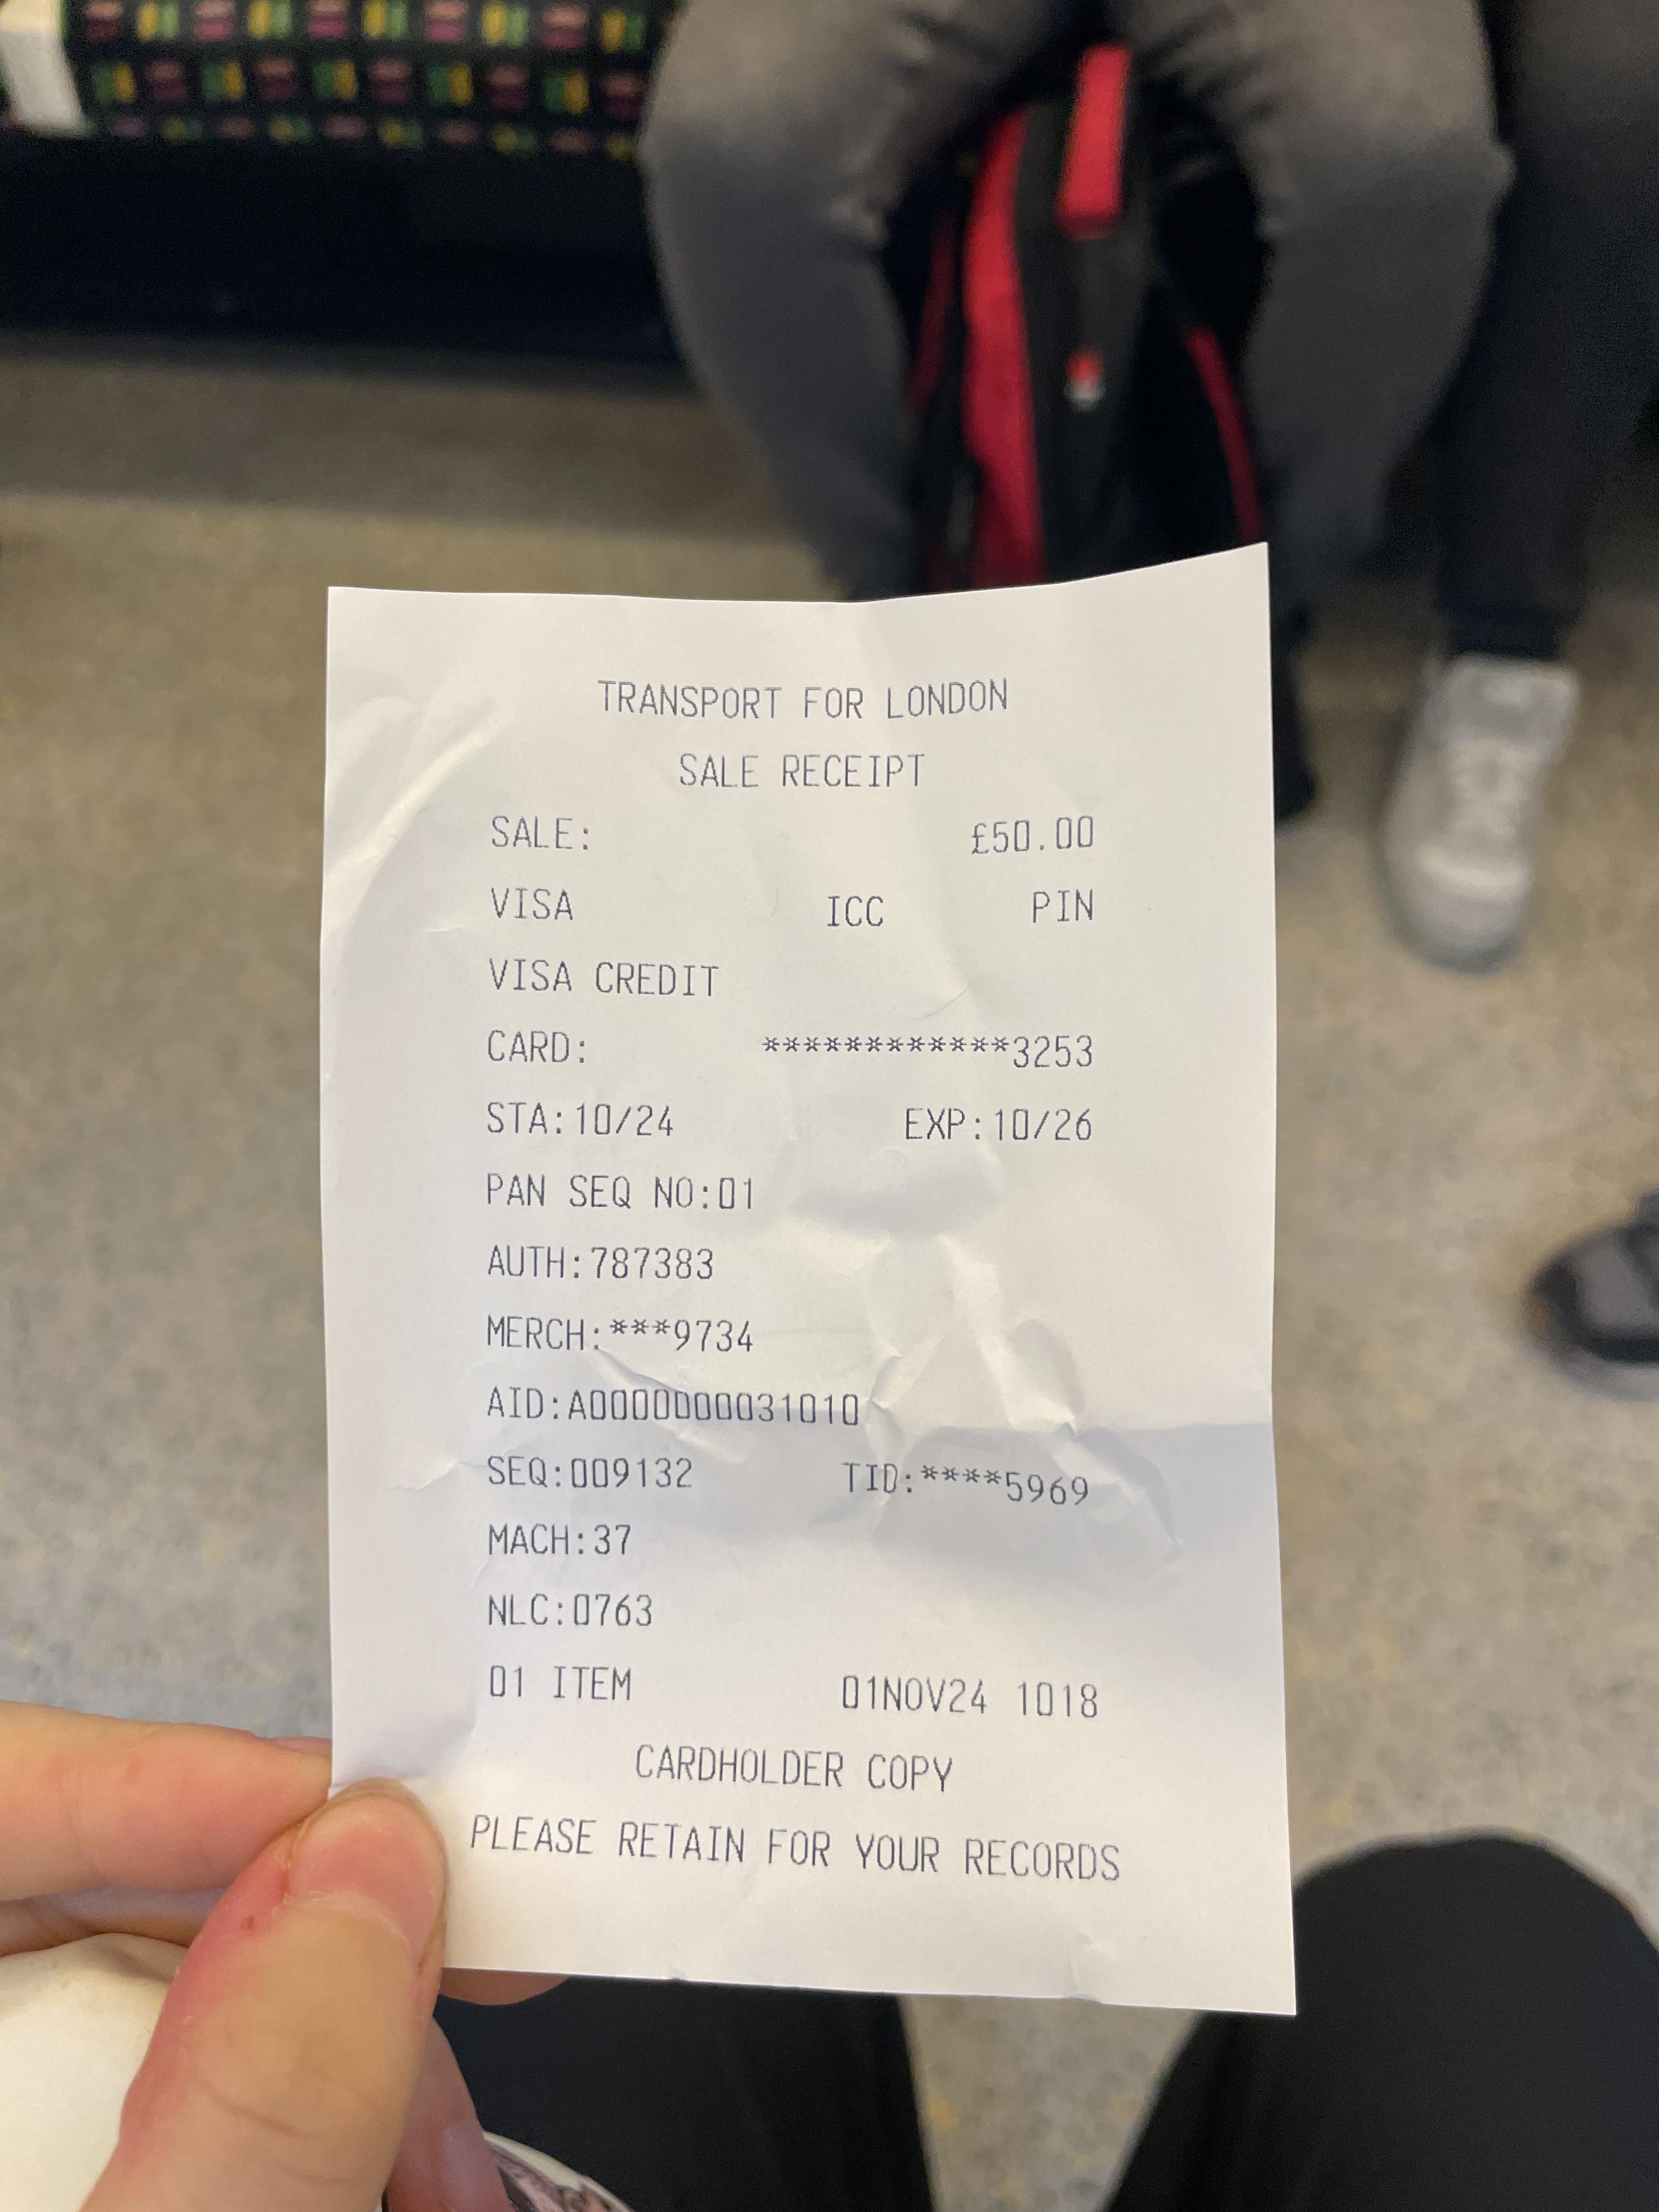 TRANSPORT FOR LONDON
SALE RECEIPT
SALE: £50.00
VISA ICC PIN
VISA CREDIT
CARD: ************3253
STA:10/24 EXP:10/26
PAN SEQ NO:01
AUTH:787383
MERCH:***9734
AID:A0000000031010
SEQ:009132 TID:****5969
MACH:37
NLC:0763
01 ITEM 01NOV24 1018
CARDHOLDER COPY
PLEASE RETAIN FOR YOUR RECORDS